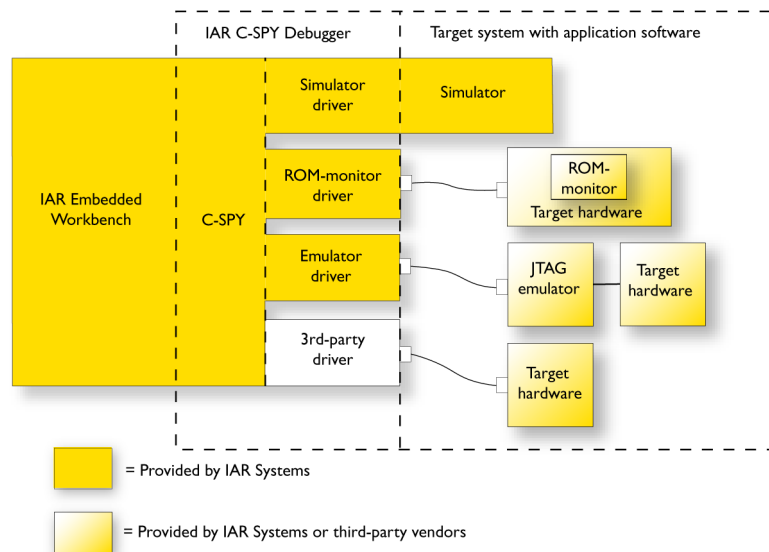 IAR C-SPY Debugger
Target system with application software
Simulator
driver
Simulator
IAR Embedded
Workbench
C-SPY
ROM-monitor
driver
ROM-
monitor
Target hardware
Emulator
driver
JTAG
emulator
Target
hardware
3rd-party
driver
Target
hardware
= Provided by IAR Systems
= Provided by IAR Systems or third-party vendors